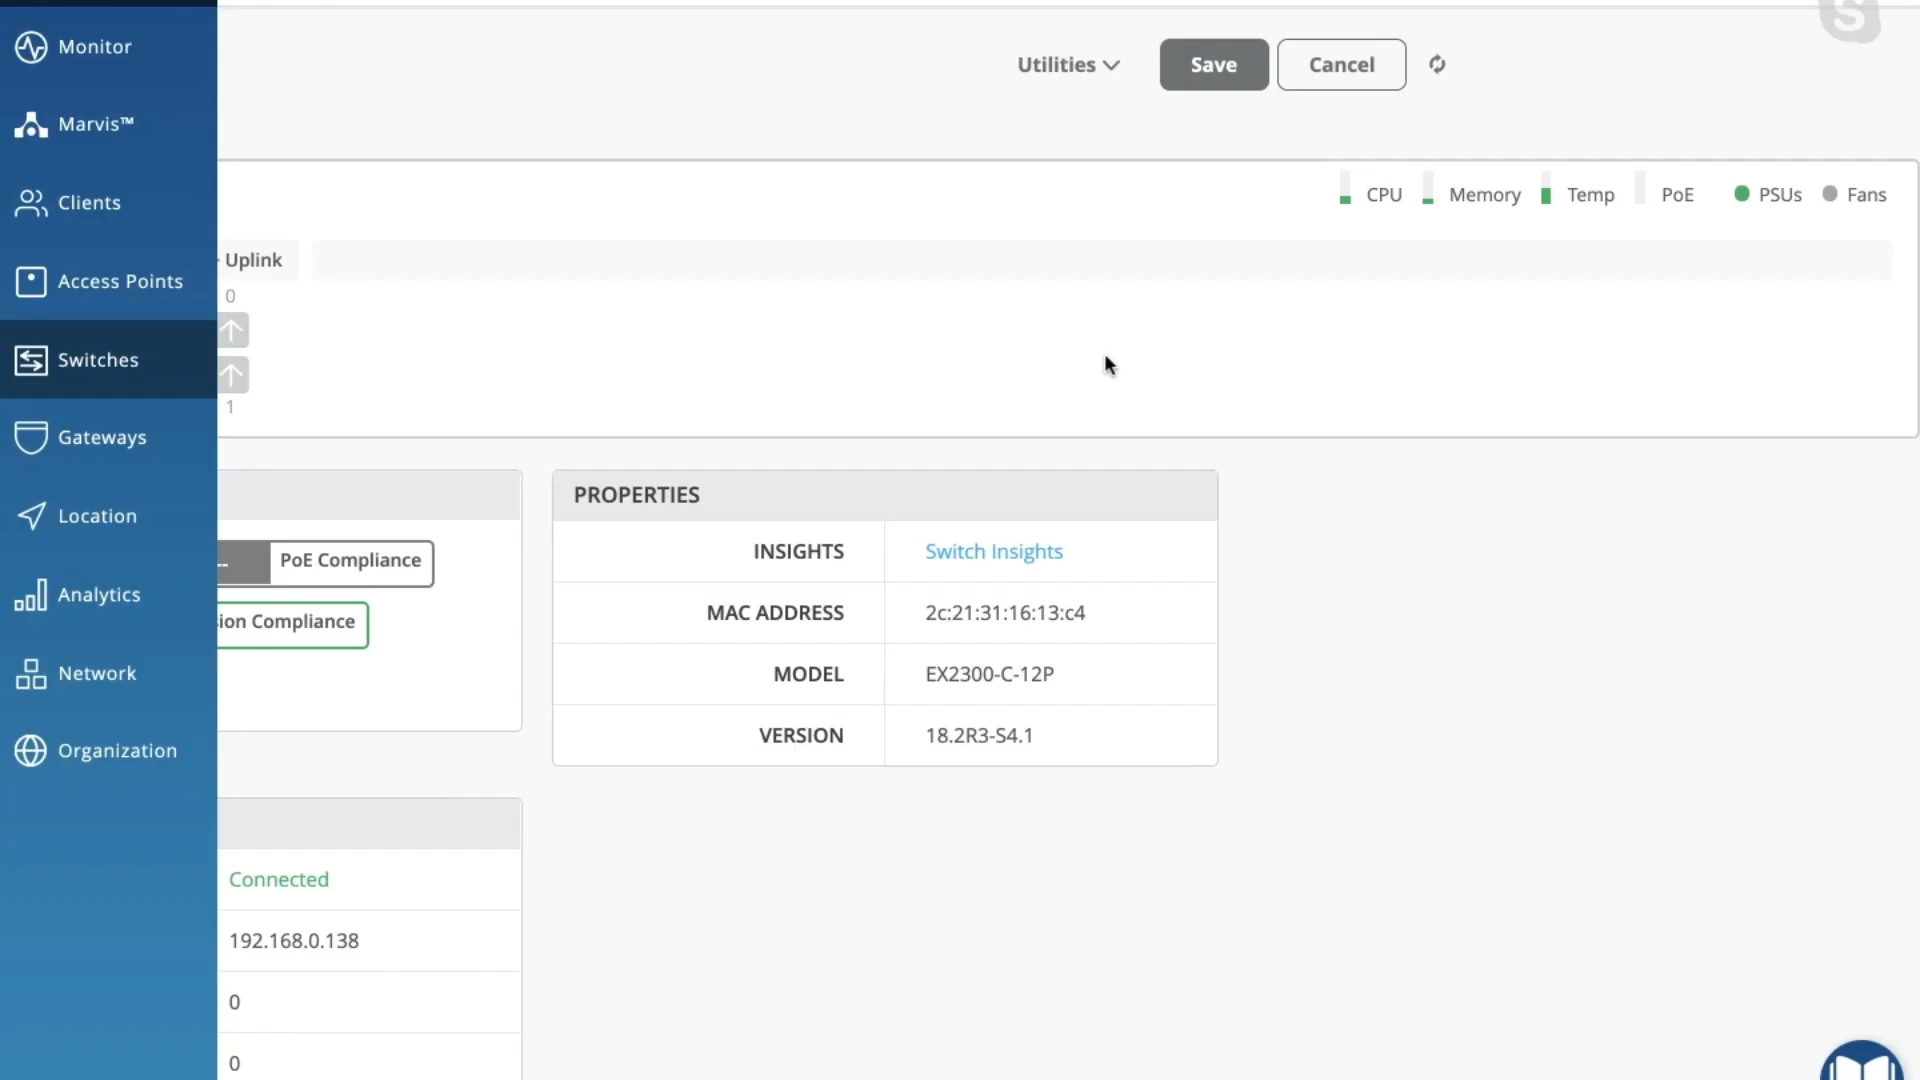 Monitor
Marvis™
Clients
Access Points
Switches
Gateways
Location
Analytics
Network
Organization
Utilities
Save
Cancel
CPU
Memory
Temp
PoE
PSUs
Fans
Uplink
0
1
-- PoE Compliance
ion Compliance
PROPERTIES
INSIGHTS Switch Insights
MAC ADDRESS 2c:21:31:16:13:c4
MODEL EX2300-C-12P
VERSION 18.2R3-S4.1
Connected
192.168.0.138
0
0